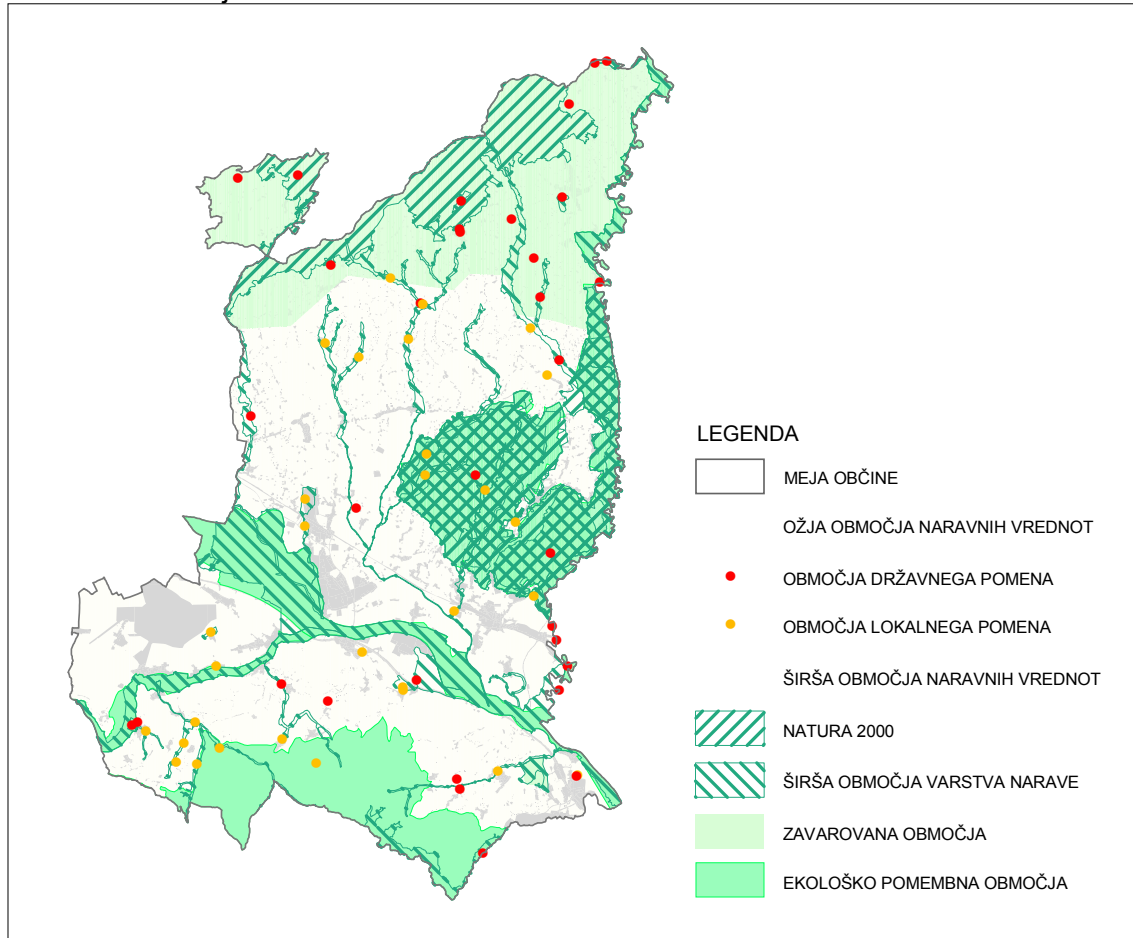 LEGENDA
MEJA OBČINE
OŽJA OBMOČJA NARAVNIH VREDNOT
OBMOČJA DRŽAVNEGA POMENA
OBMOČJA LOKALNEGA POMENA
ŠIRŠA OBMOČJA NARAVNIH VREDNOT
NATURA 2000
ŠIRŠA OBMOČJA VARSTVA NARAVE
ZAVAROVANA OBMOČJA
EKOLOŠKO POMEMBNA OBMOČJA